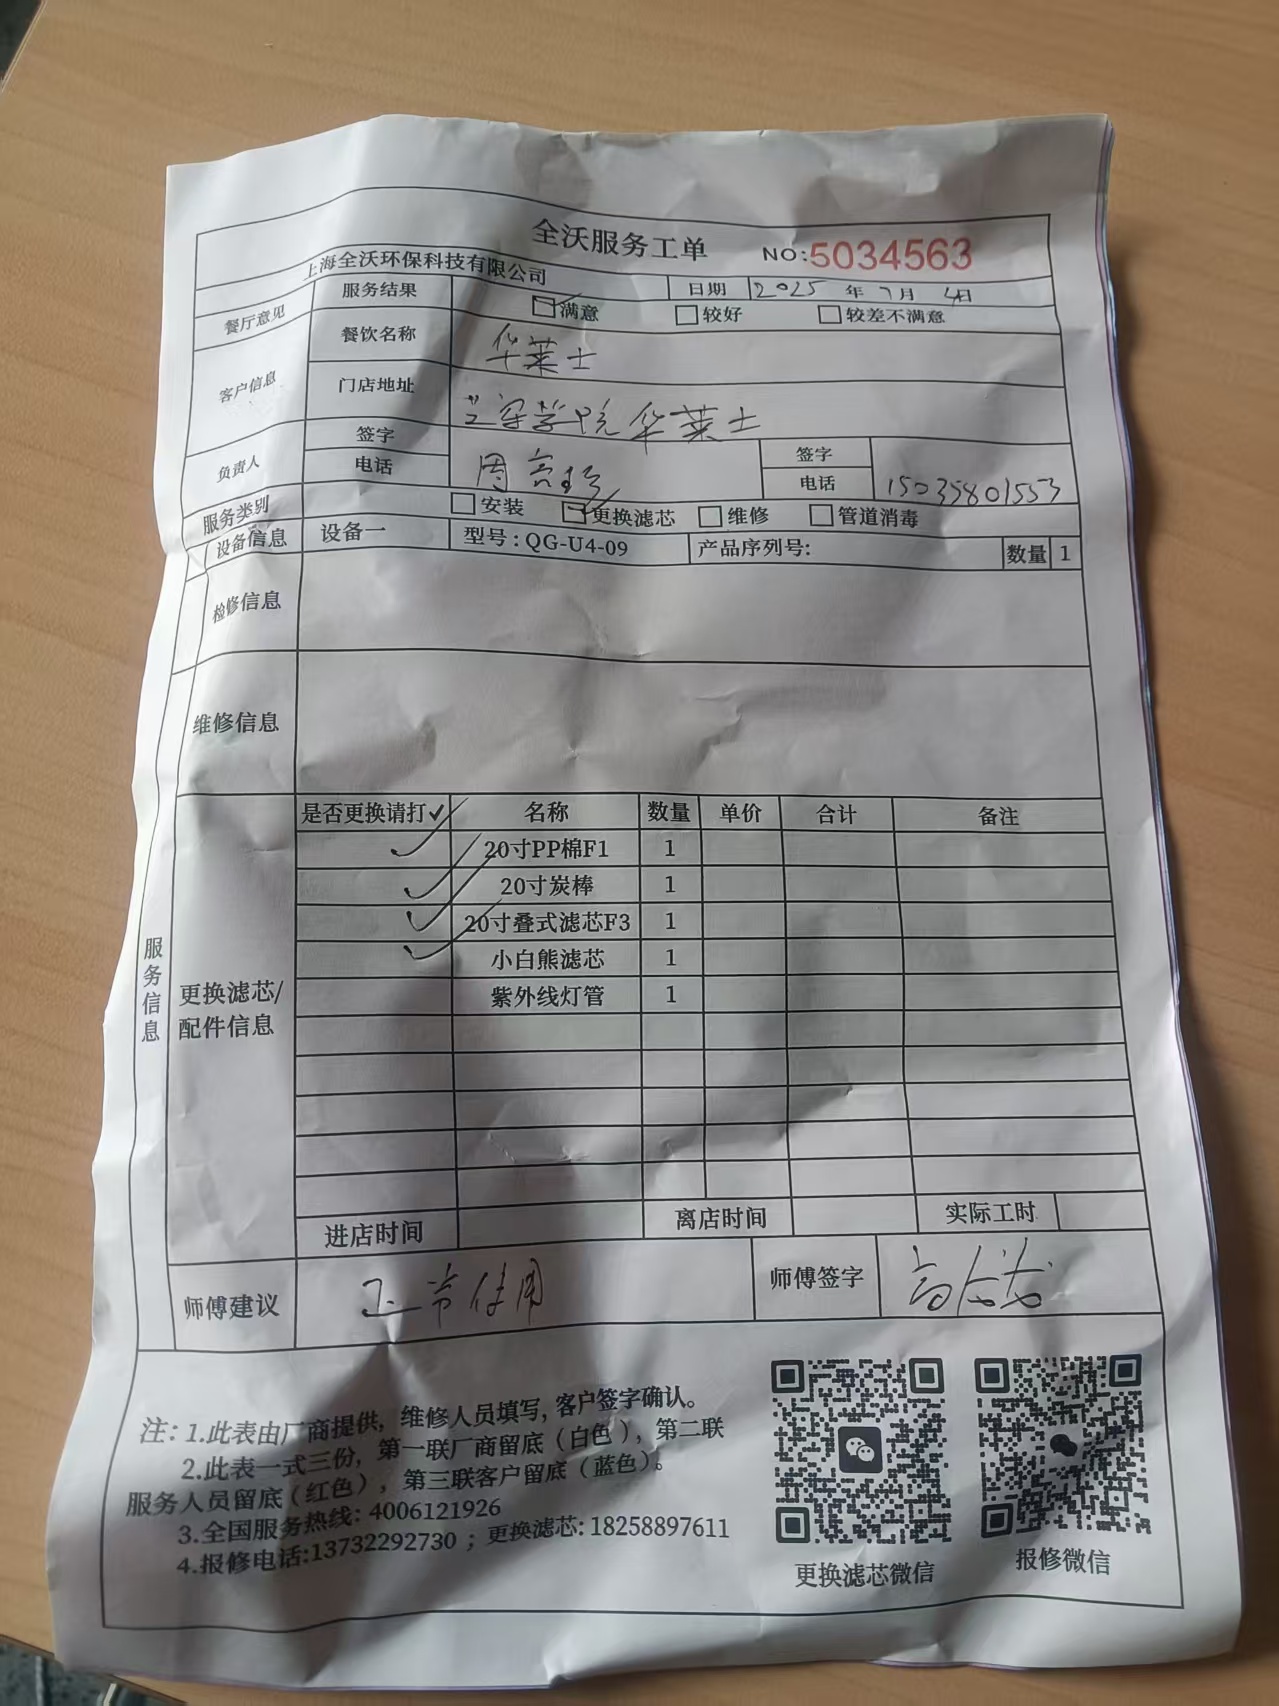 全沃服务工单 NO:5034563
上海全沃环保科技有限公司 日期 2025年7月4日
餐厅意见 服务结果 满意 较好 较差不满意
客户信息 餐饮名称 华莱士
门店地址 学院华莱士
负责人 签字 周 签字
电话 电话 15035801553
服务类别 安装 更换滤芯 维修 管道消毒
设备信息 设备一 型号:QG-U4-09 产品序列号: 数量 1
检修信息
维修信息
服务信息
更换滤芯/
配件信息
是否更换请打✓ 名称 数量 单价 合计 备注
✓ 20寸PP棉F1 1
✓ 20寸炭棒 1
✓ 20寸叠式滤芯F3 1
✓ 小白熊滤芯 1
紫外线灯管 1
进店时间 离店时间 实际工时
师傅建议 正常使用 师傅签字
注:1.此表由厂商提供,维修人员填写,客户签字确认。
2.此表一式三份,第一联厂商留底(白色),第二联
服务人员留底(红色),第三联客户留底(蓝色)。
3.全国服务热线:4006121926
4.报修电话:13732292730;更换滤芯:18258897611
更换滤芯微信 报修微信